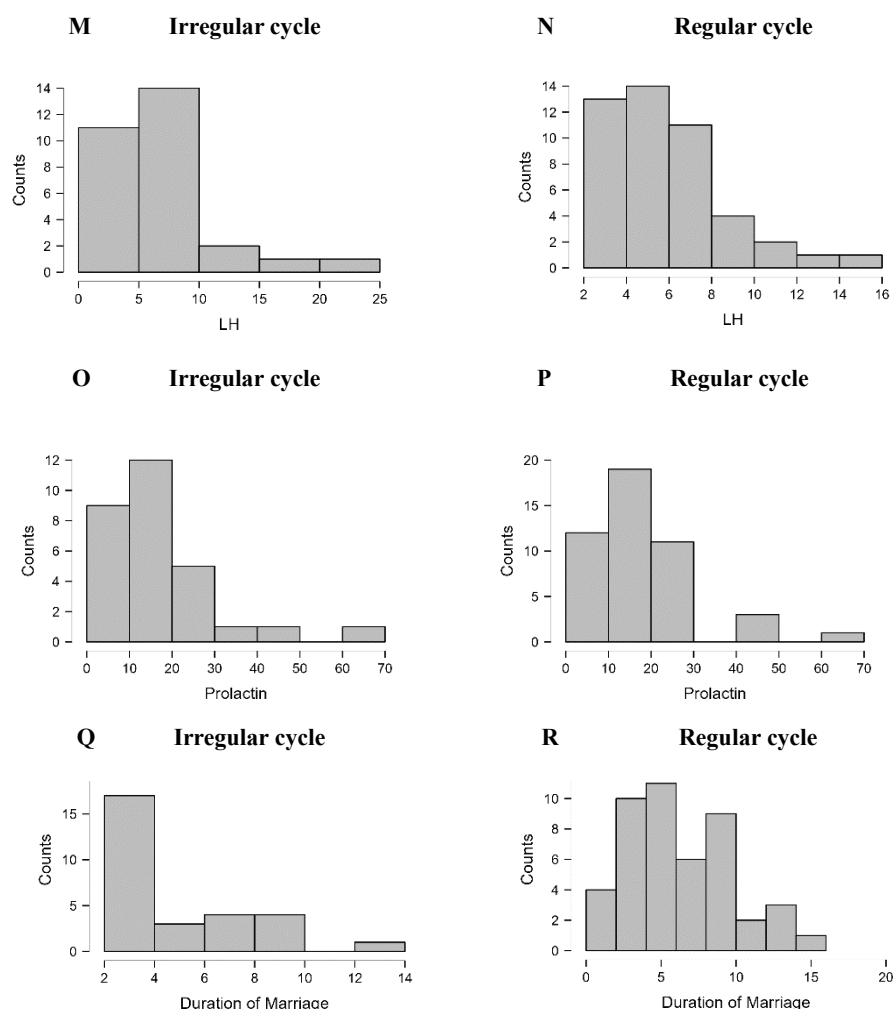 M Irregular cycle
N Regular cycle
14
12
10
8
6
4
2
0
Counts
0 5 10 15 20 25
LH
14
12
10
8
6
4
2
0
Counts
2 4 6 8 10 12 14 16
LH
O Irregular cycle
P Regular cycle
12
10
8
6
4
2
0
Counts
0 10 20 30 40 50 60 70
Prolactin
20
15
10
5
0
Counts
0 10 20 30 40 50 60 70
Prolactin
Q Irregular cycle
R Regular cycle
15
10
5
0
Counts
2 4 6 8 10 12 14
Duration of Marriage
10
8
6
4
2
0
Counts
0 5 10 15 20
Duration of Marriage